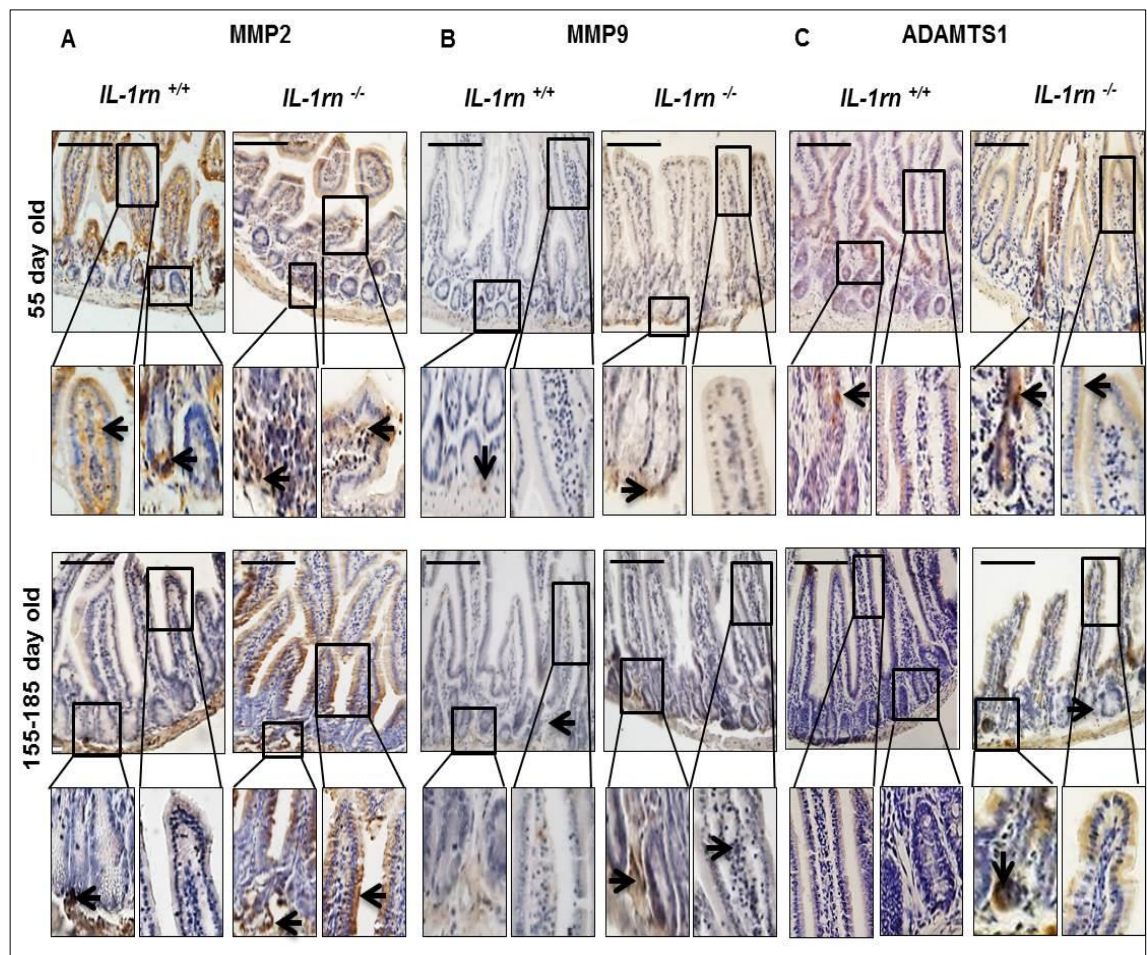 A MMP2 B MMP9 C ADAMTS1
IL-1rn +/+ IL-1rn -/- IL-1rn +/+ IL-1rn -/- IL-1rn +/+ IL-1rn -/-
55 day old
155-185 day old